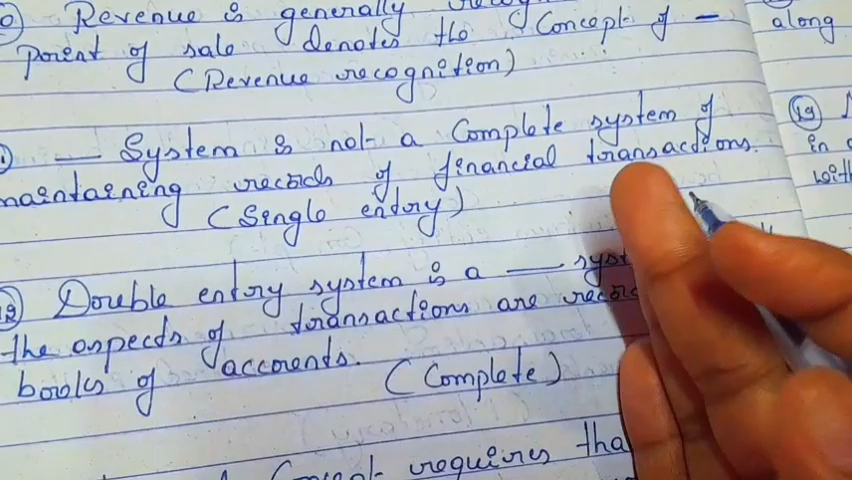 Revenue is generally
along
point of sale denotes the Concept of —
(Revenue recognition)
— System is not a Complete system of
maintaining records of financial transactions.
(Single entry)
19
in
with
Double entry system is a — syst
the aspects of transactions are recor
books of accounts. (Complete)
requires tha